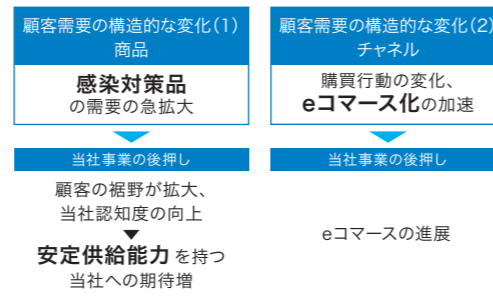 顧客需要の構造的な変化(1)
商品
感染対策品
の需要の急拡大
当社事業の後押し
顧客の裾野が拡大、
当社認知度の向上
▼
安定供給能力 を持つ
当社への期待増
顧客需要の構造的な変化(2)
チャネル
購買行動の変化、
eコマース化の加速
当社事業の後押し
eコマースの進展